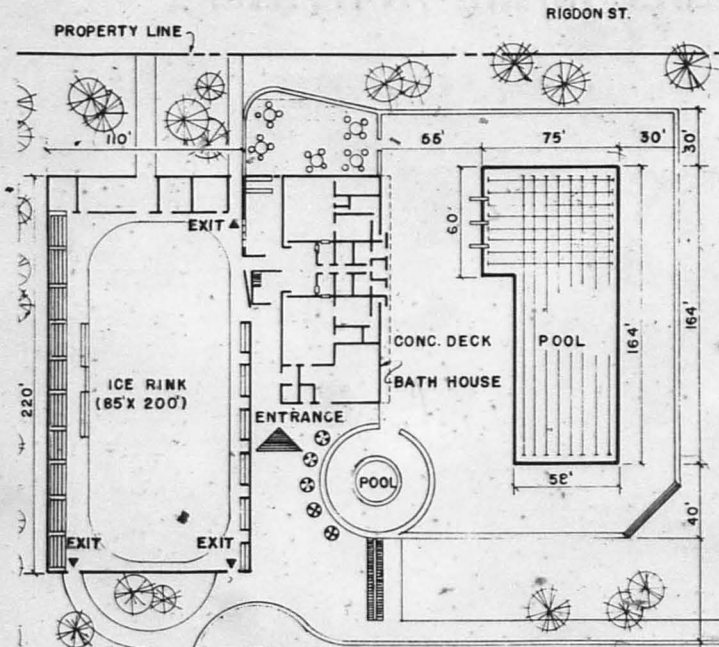 RIGDON ST.
PROPERTY LINE
110'
66'
75'
30'
30'
EXIT
60'
CONC. DECK
POOL
164'
164'
BATH HOUSE
220'
ICE RINK
(85'X 200')
ENTRANCE
POOL
58'
40'
EXIT
EXIT